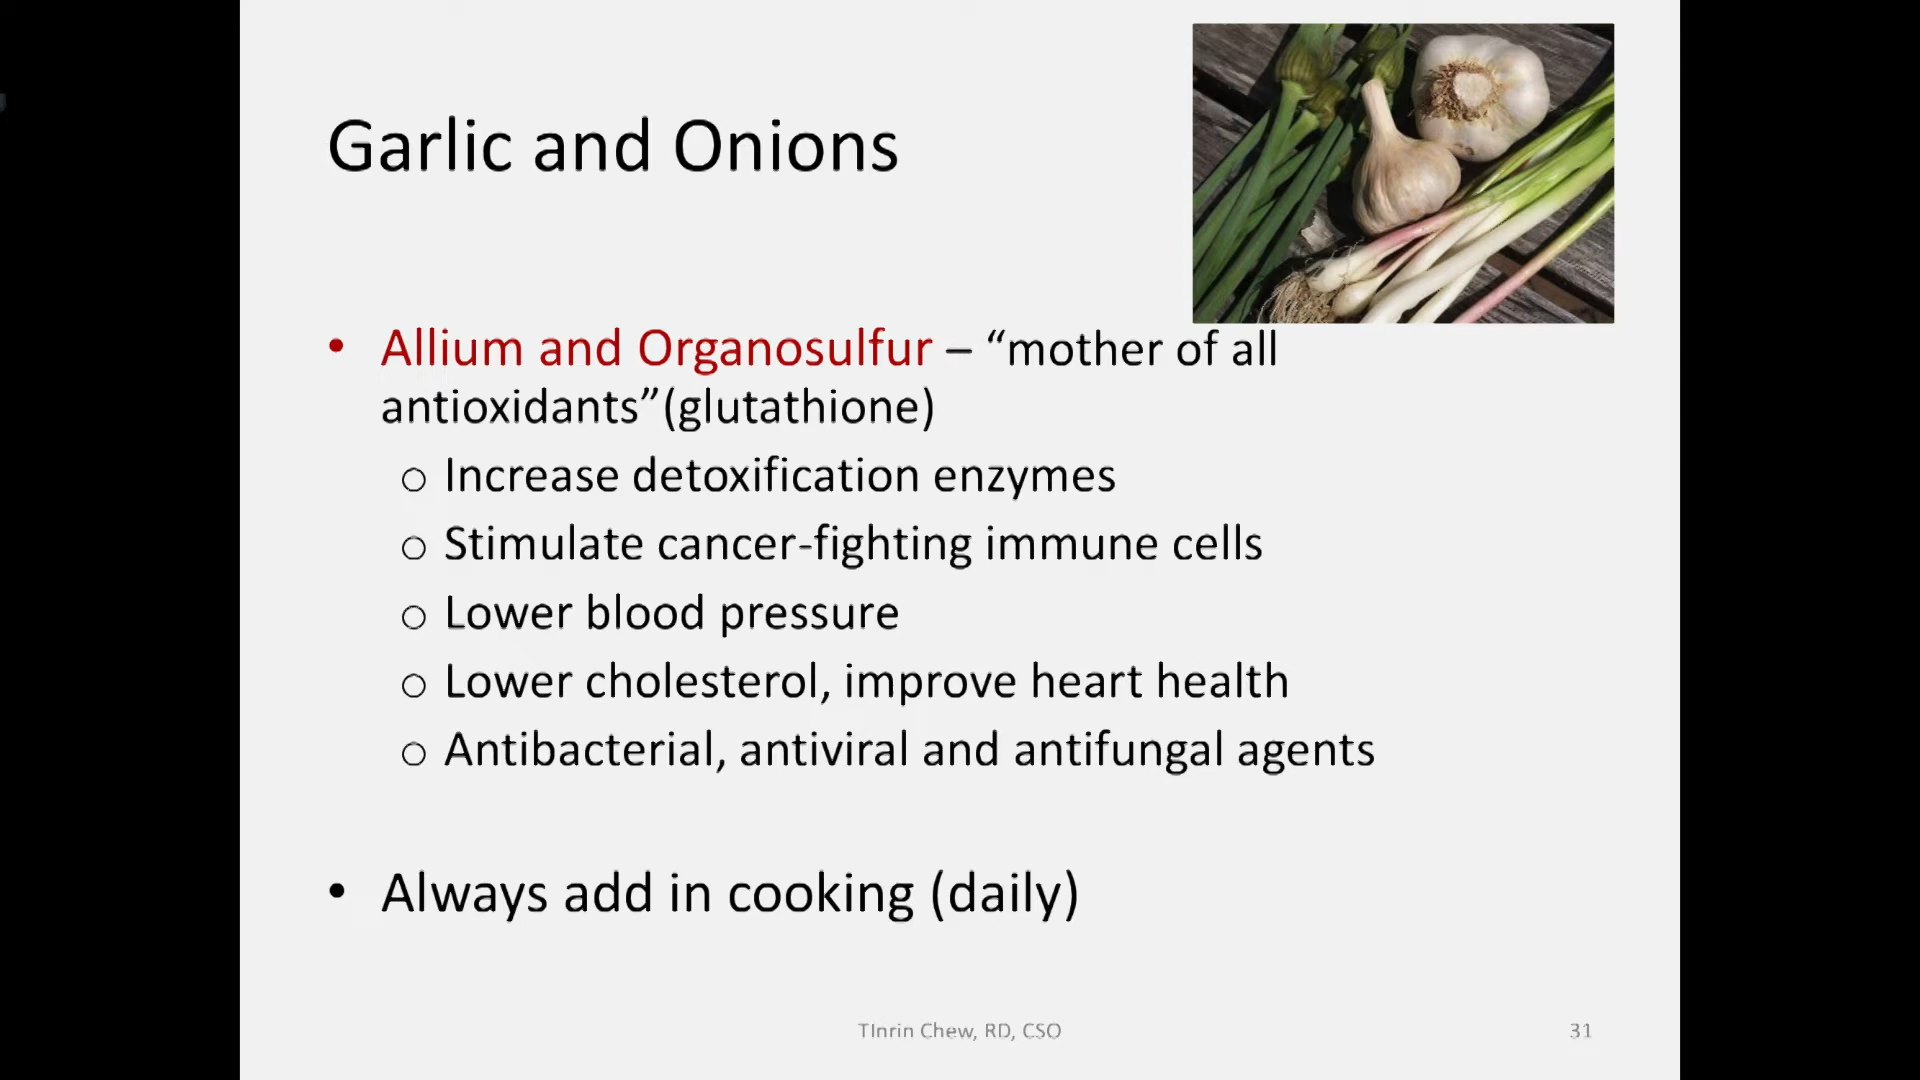 Garlic and Onions
• Allium and Organosulfur – “mother of all
antioxidants”(glutathione)
o Increase detoxification enzymes
o Stimulate cancer-fighting immune cells
o Lower blood pressure
o Lower cholesterol, improve heart health
o Antibacterial, antiviral and antifungal agents
• Always add in cooking (daily)
TInrin Chew, RD, CSO
31